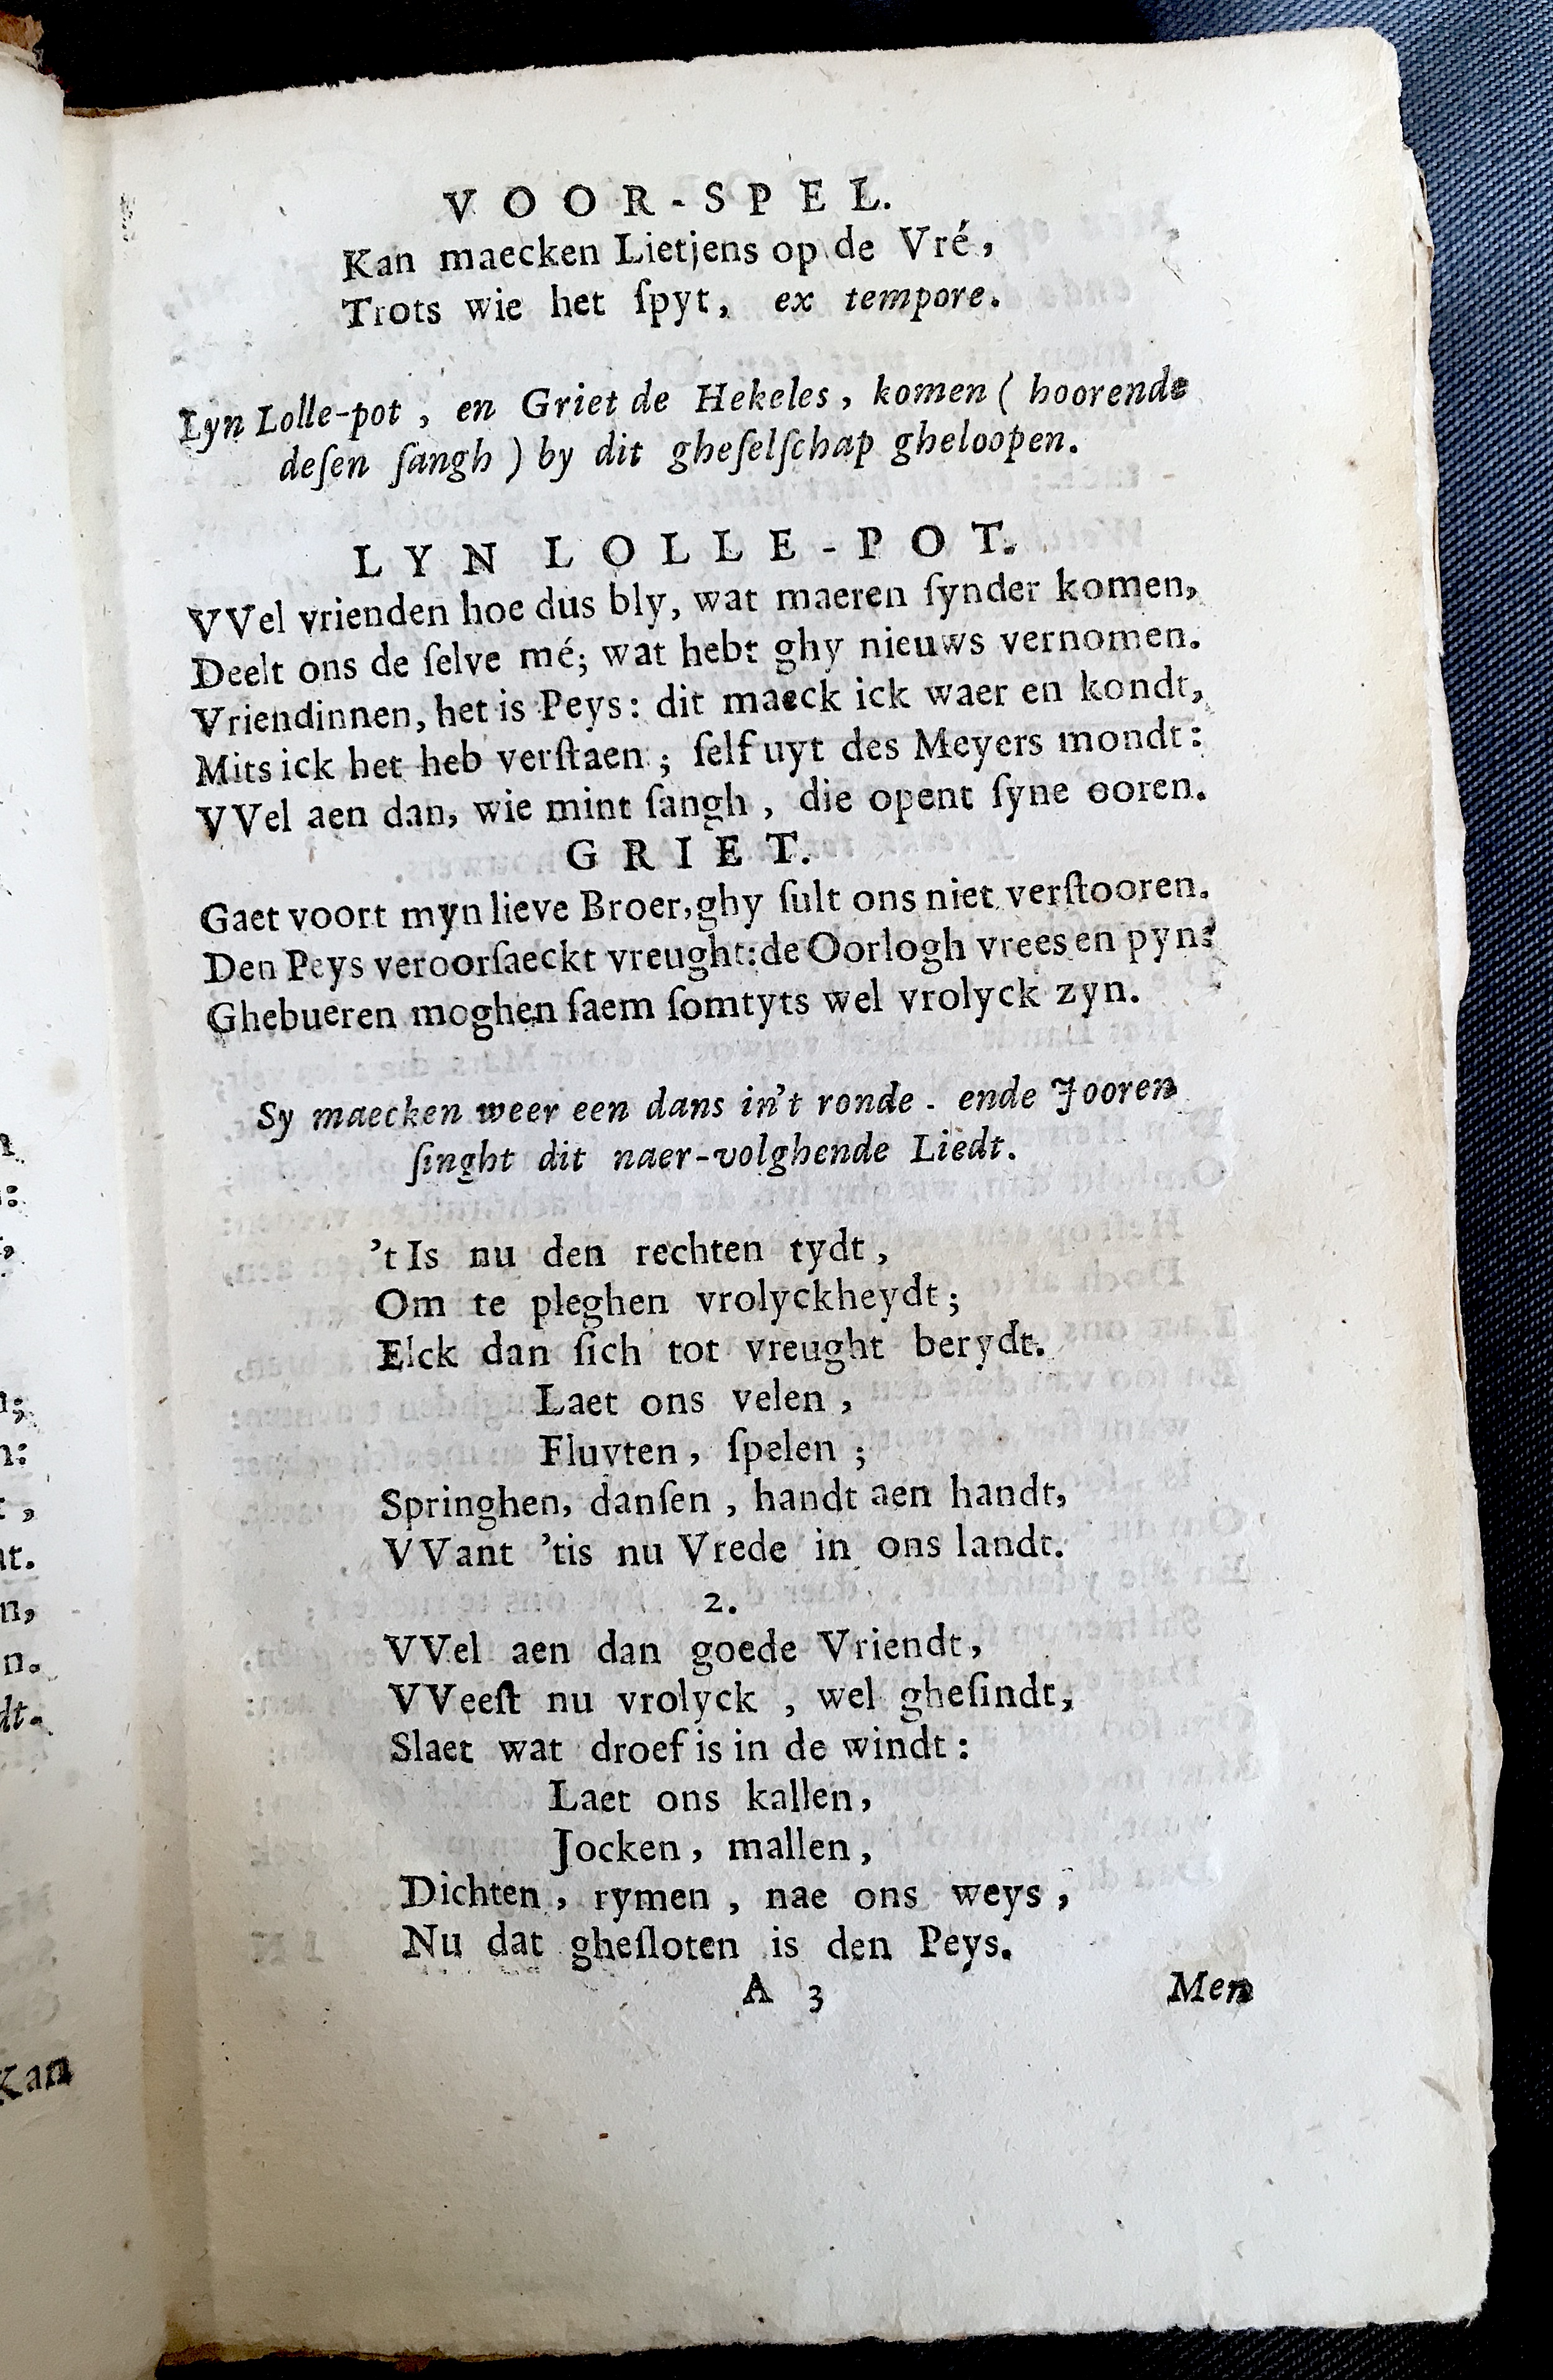 VOOR-SPEL.
Kan maecken Lietjens op de Vré,
Trots wie het ſpyt, ex tempore.
Lyn Lolle-pot, en Griet de Hekeles, komen ( hoorende
deſen ſangh ) by dit gheſelſchap gheloopen.
LYN LOLLE-POT.
VVel vrienden hoe dus bly, wat maeren ſynder komen,
Deelt ons de ſelve mé; wat hebt ghy nieuws vernomen.
Vriendinnen, het is Peys: dit maeck ick waer en kondt,
Mits ick het heb verſtaen; ſelf uyt des Meyers mondt:
VVel aen dan, wie mint ſangh, die opent ſyne ooren.
GRIET.
Gaet voort myn lieve Broer, ghy ſult ons niet verſtooren.
Den Peys veroorſaeckt vreught: de Oorlogh vrees en pyn:
Ghebueren moghen ſaem ſomtyts wel vrolyck zyn.
Sy maecken weer een dans in't ronde. ende Jooren
ſinght dit naer-volghende Liedt.
't Is nu den rechten tydt,
Om te pleghen vrolyckheydt;
Elck dan ſich tot vreught berydt.
Laet ons velen,
Fluyten, ſpelen;
Springhen, danſen, handt aen handt,
VVant 'tis nu Vrede in ons landt.
2.
VVel aen dan goede Vriendt,
VVeeſt nu vrolyck, wel gheſindt,
Slaet wat droef is in de windt:
Laet ons kallen,
Jocken, mallen,
Dichten, rymen, nae ons weys,
Nu dat gheſloten is den Peys.
A 3
Men
Kan